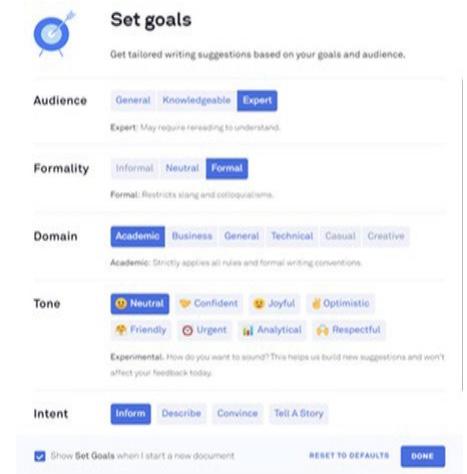 Set goals
Get tailored writing suggestions based on your goals and audience.
Audience
General Knowledgeable Expert
Expert: May require rereading to understand.
Formality
Informal Neutral Formal
Formal: Restricts slang and colloquialisms.
Domain
Academic Business General Technical Casual Creative
Academic: Strictly applies all rules and formal writing conventions.
Tone
Neutral Confident Joyful Optimistic
Friendly Urgent Analytical Respectful
Experimental. How do you want to sound? This helps us build new suggestions and won't
affect your feedback today.
Intent
Inform Describe Convince Tell A Story
Show Set Goals when I start a new document
RESET TO DEFAULTS DONE